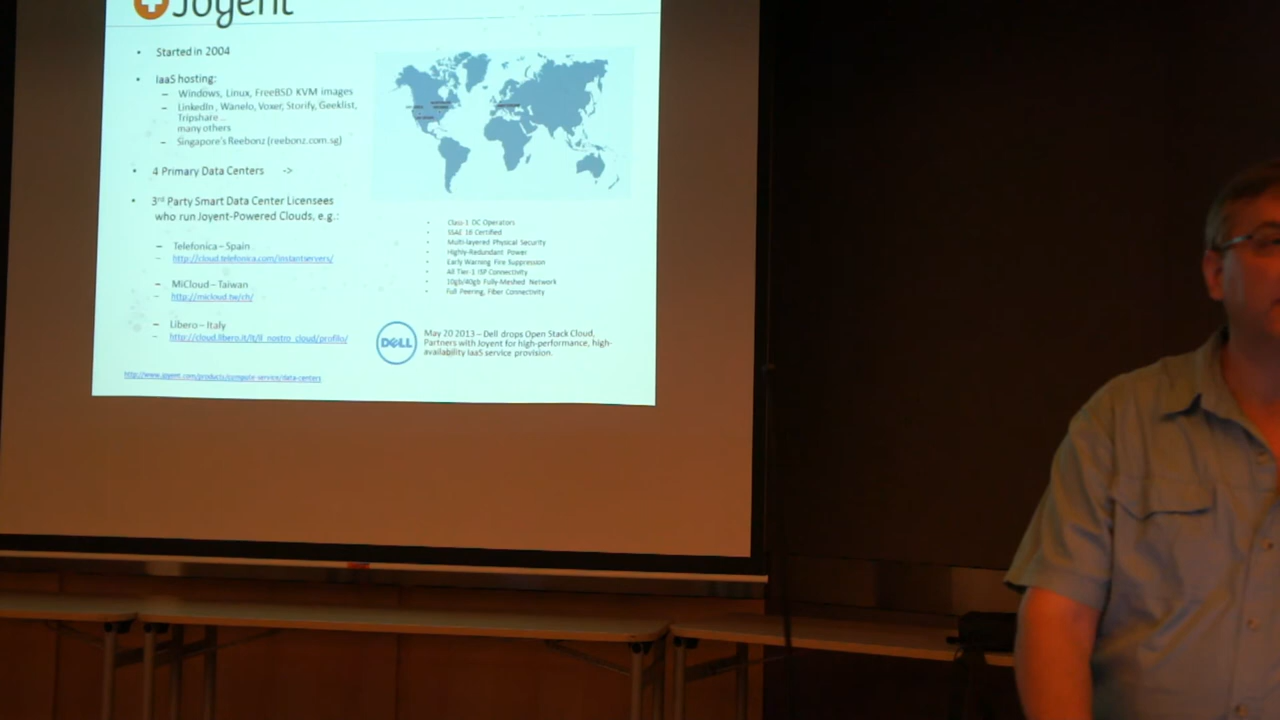 Joyent
Started in 2004
IaaS hosting:
Windows, Linux, FreeBSD KVM images
LinkedIn , Wanelo, Voxer, Storify, Geeklist,
Tripshare ...
many others
Singapore's Reebonz (reebonz.com.sg)
4 Primary Data Centers ->
3rd Party Smart Data Center Licensees
who run Joyent-Powered Clouds, e.g.:
Telefonica – Spain
http://cloud.telefonica.com/instantservers/
MiCloud – Taiwan
http://micloud.tw/ch/
Libero – Italy
http://cloud.libero.it/it/il_nostro_cloud/profilo/
http://www.joyent.com/products/compute-service/data-centers
Class-1 DC Operators
SSAE 16 Certified
Multi-layered Physical Security
Highly-Redundant Power
Early Warning Fire Suppression
All Tier-1 ISP Connectivity
10gb/40gb Fully-Meshed Network
Full Peering, Fiber Connectivity
DELL
May 20 2013 – Dell drops Open Stack Cloud,
Partners with Joyent for high-performance, high-
availability IaaS service provision.